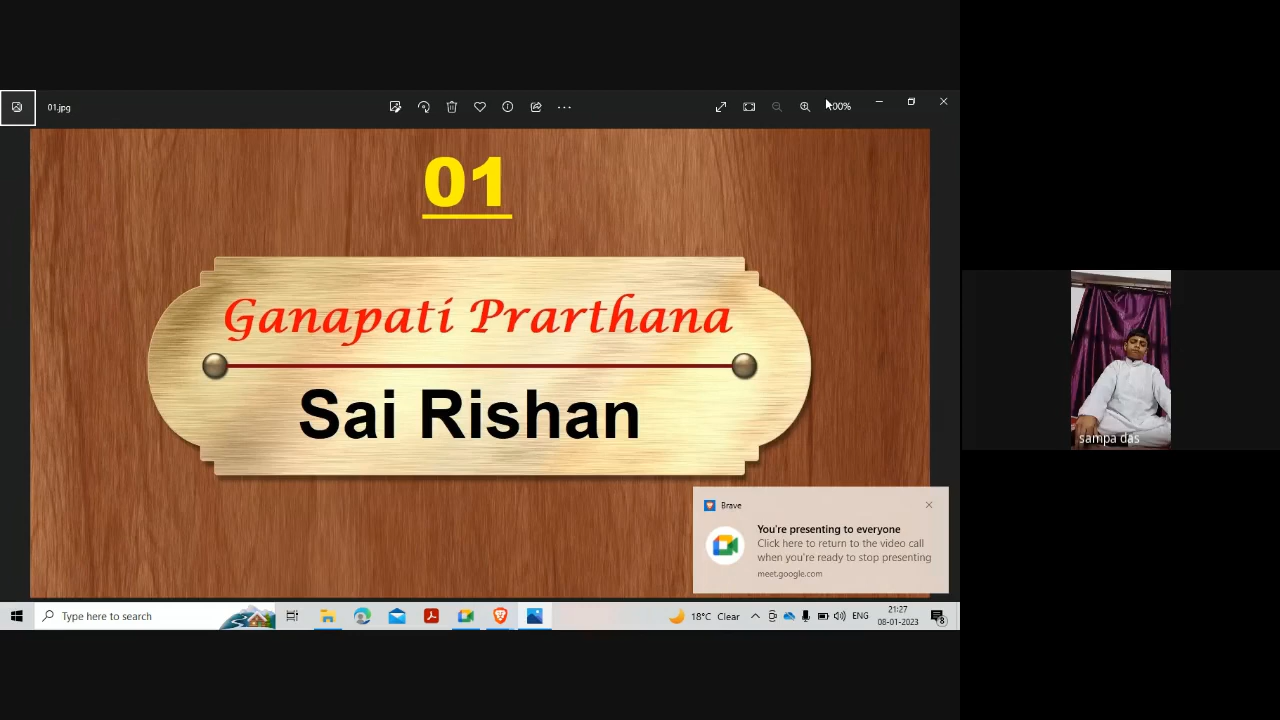 01.jpg
100%
01
Ganapati Prarthana
Sai Rishan
sampa das
Brave
You're presenting to everyone
Click here to return to the video call
when you're ready to stop presenting
meet.google.com
Type here to search
18°C Clear
ENG
21:27
08-01-2023
8